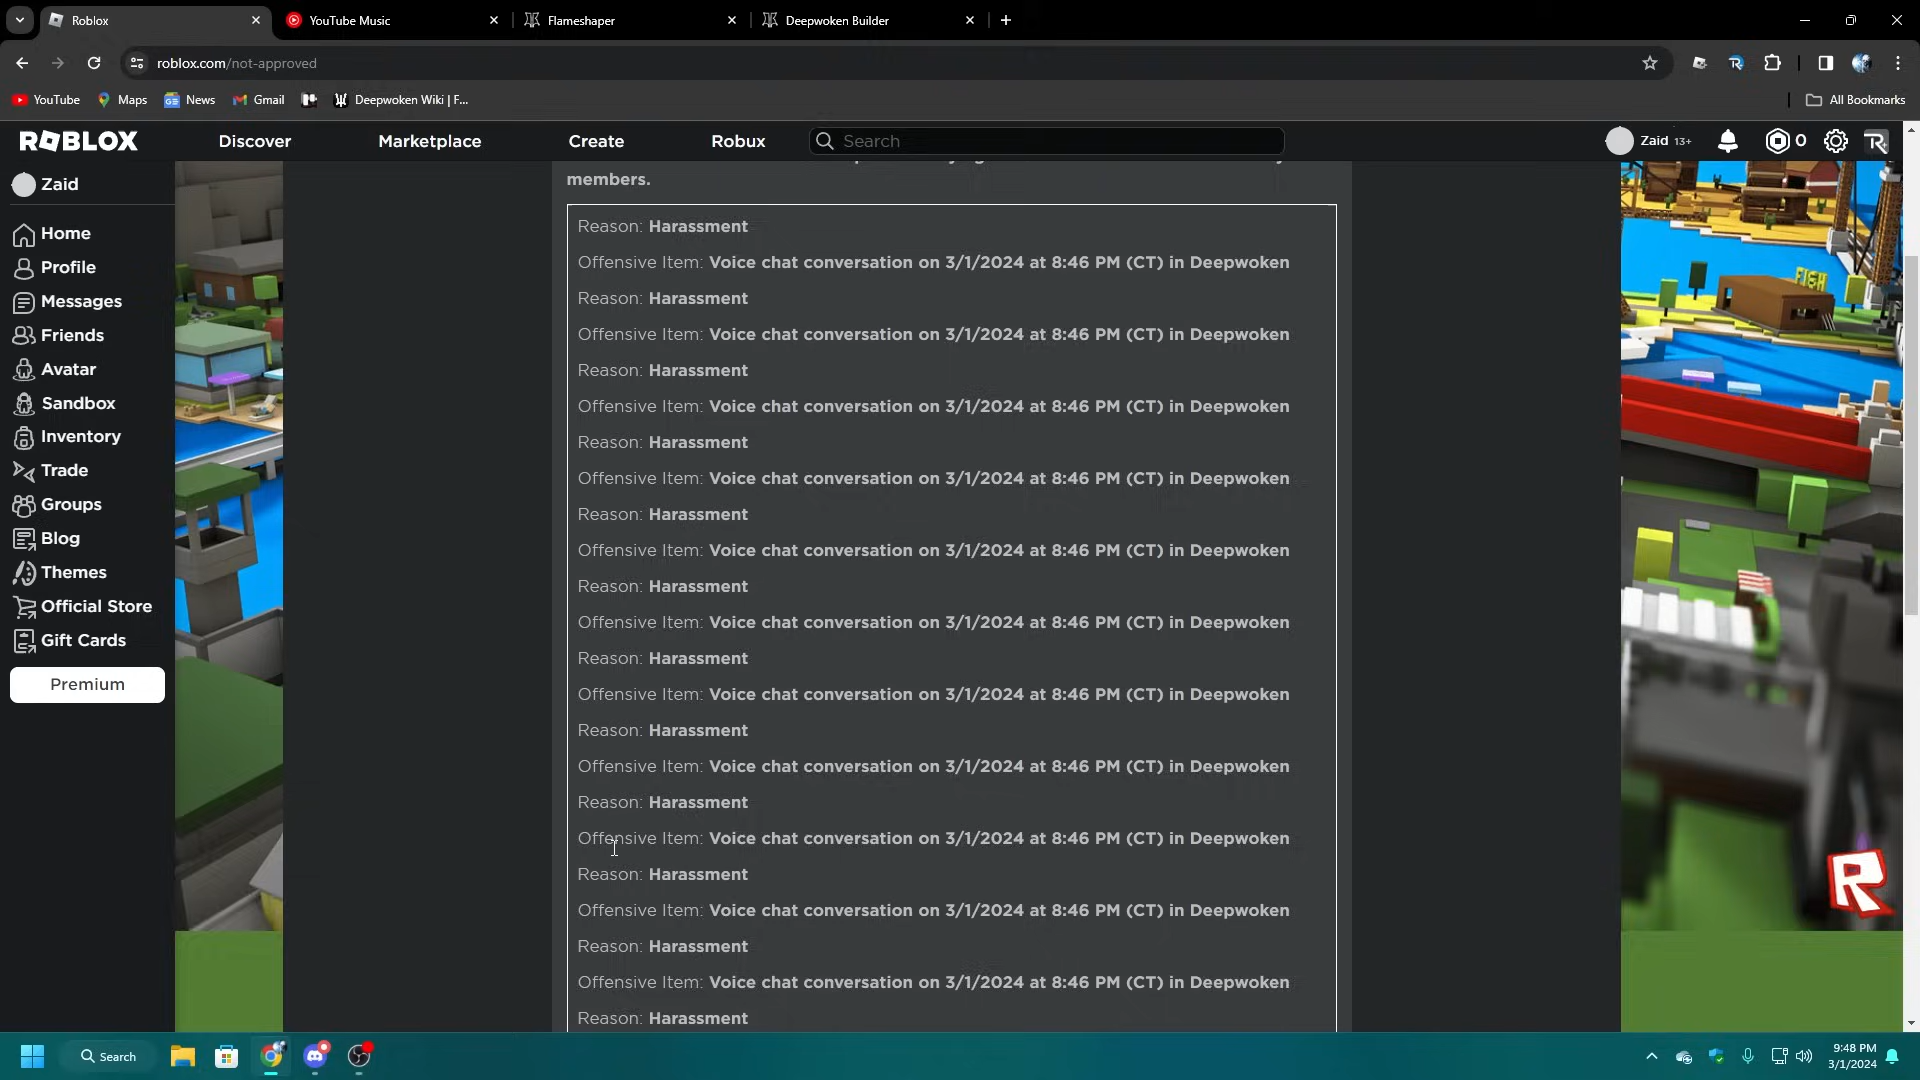 Roblox
YouTube Music
Flameshaper
Deepwoken Builder
roblox.com/not-approved
YouTube
Maps
News
Gmail
Deepwoken Wiki | F...
All Bookmarks
ROBLOX
Discover
Marketplace
Create
Robux
Search
Zaid 13+
0
Zaid
Home
Profile
Messages
Friends
Avatar
Sandbox
Inventory
Trade
Groups
Blog
Themes
Official Store
Gift Cards
Premium
members.
Reason: Harassment
Offensive Item: Voice chat conversation on 3/1/2024 at 8:46 PM (CT) in Deepwoken
Reason: Harassment
Offensive Item: Voice chat conversation on 3/1/2024 at 8:46 PM (CT) in Deepwoken
Reason: Harassment
Offensive Item: Voice chat conversation on 3/1/2024 at 8:46 PM (CT) in Deepwoken
Reason: Harassment
Offensive Item: Voice chat conversation on 3/1/2024 at 8:46 PM (CT) in Deepwoken
Reason: Harassment
Offensive Item: Voice chat conversation on 3/1/2024 at 8:46 PM (CT) in Deepwoken
Reason: Harassment
Offensive Item: Voice chat conversation on 3/1/2024 at 8:46 PM (CT) in Deepwoken
Reason: Harassment
Offensive Item: Voice chat conversation on 3/1/2024 at 8:46 PM (CT) in Deepwoken
Reason: Harassment
Offensive Item: Voice chat conversation on 3/1/2024 at 8:46 PM (CT) in Deepwoken
Reason: Harassment
Offensive Item: Voice chat conversation on 3/1/2024 at 8:46 PM (CT) in Deepwoken
Reason: Harassment
Offensive Item: Voice chat conversation on 3/1/2024 at 8:46 PM (CT) in Deepwoken
Reason: Harassment
Offensive Item: Voice chat conversation on 3/1/2024 at 8:46 PM (CT) in Deepwoken
Reason: Harassment
FISH
R
Search
9:48 PM
3/1/2024